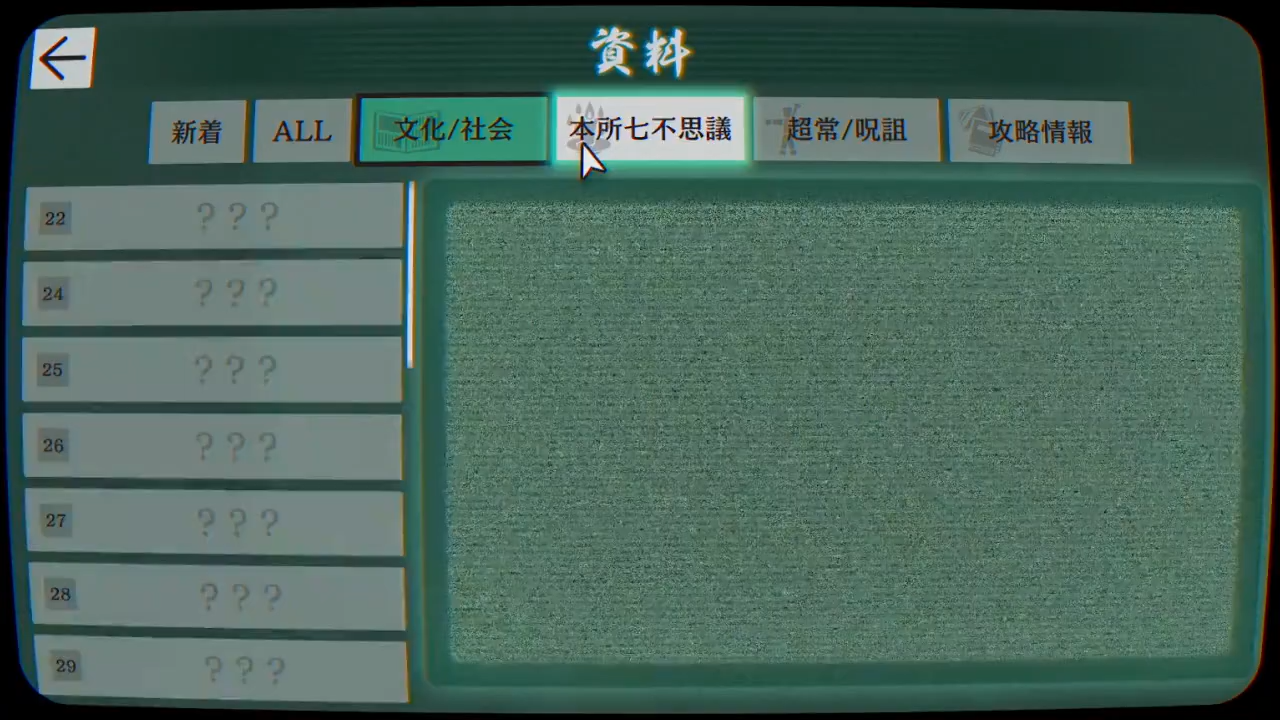 資料
新着
ALL
文化/社会
本所七不思議
超常/呪詛
攻略情報
22 ？？？
24 ？？？
25 ？？？
26 ？？？
27 ？？？
28 ？？？
29 ？？？